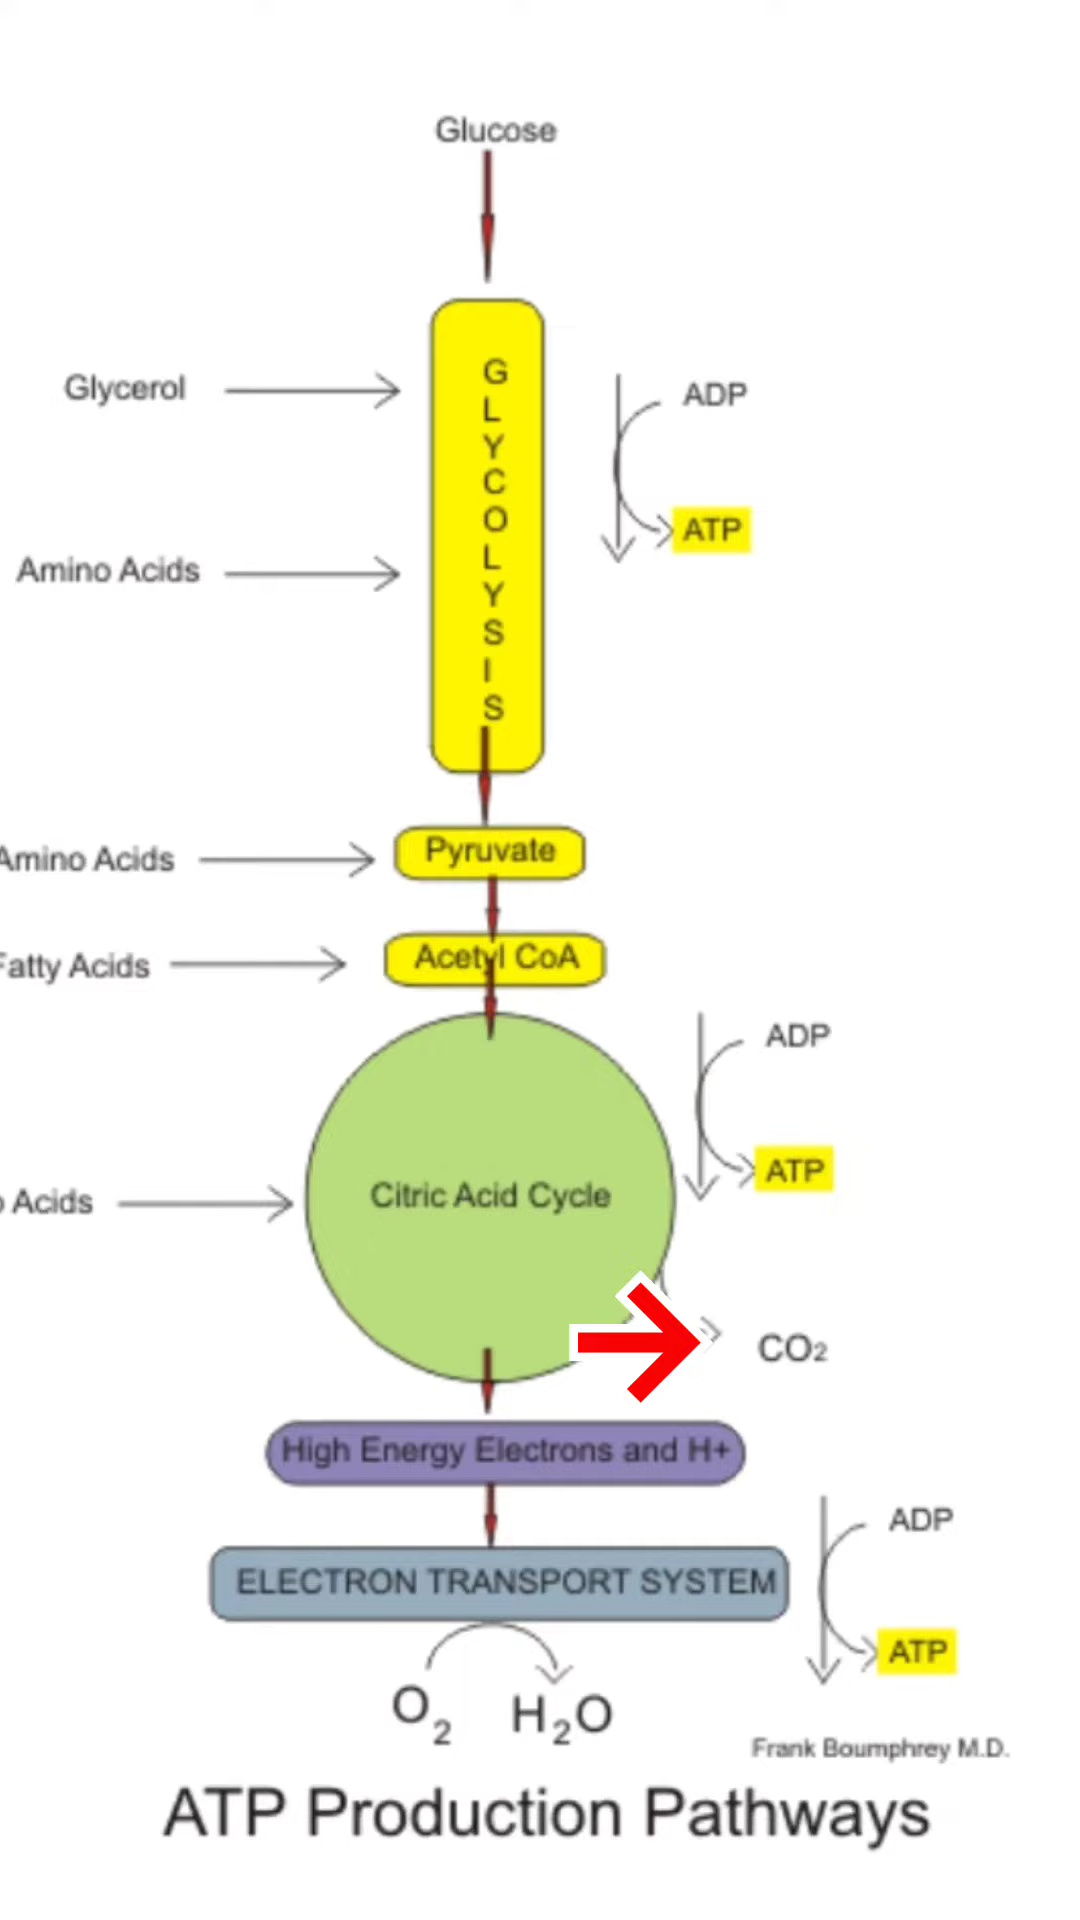 Glucose
GLYCOLYSIS
Glycerol
ADP
ATP
Amino Acids
Pyruvate
Amino Acids
Acetyl CoA
Fatty Acids
ADP
ATP
Citric Acid Cycle
Acids
CO2
High Energy Electrons and H+
ADP
ELECTRON TRANSPORT SYSTEM
ATP
O2 H2O
Frank Boumphrey M.D.
ATP Production Pathways